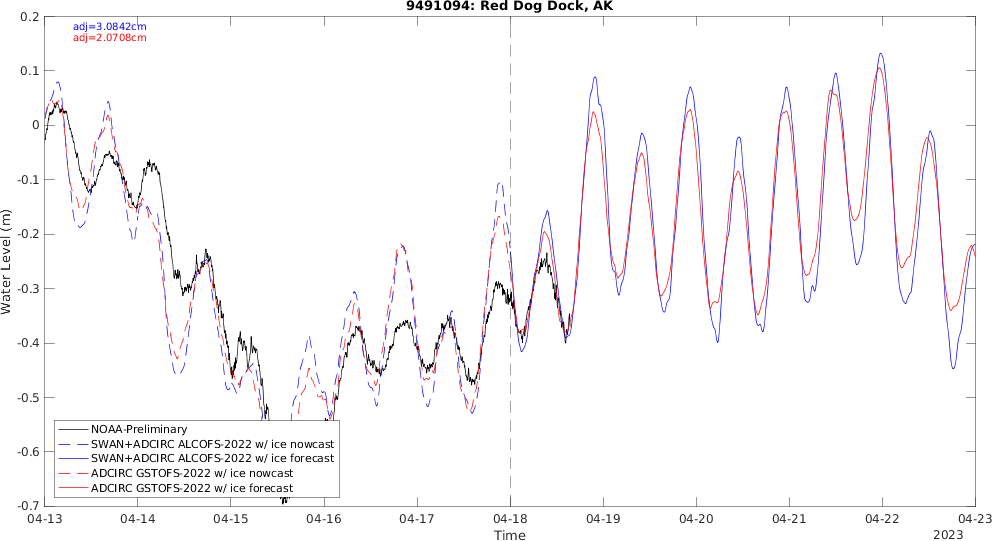 9491094: Red Dog Dock, AK
adj=3.0842cm
adj=2.0708cm
0.2
0.1
0
-0.1
-0.2
-0.3
-0.4
-0.5
-0.6
-0.7
Water Level (m)
NOAA-Preliminary
SWAN+ADCIRC ALCOFS-2022 w/ ice nowcast
SWAN+ADCIRC ALCOFS-2022 w/ ice forecast
ADCIRC GSTOFS-2022 w/ ice nowcast
ADCIRC GSTOFS-2022 w/ ice forecast
04-13 04-14 04-15 04-16 04-17 04-18 04-19 04-20 04-21 04-22 04-23
Time
2023